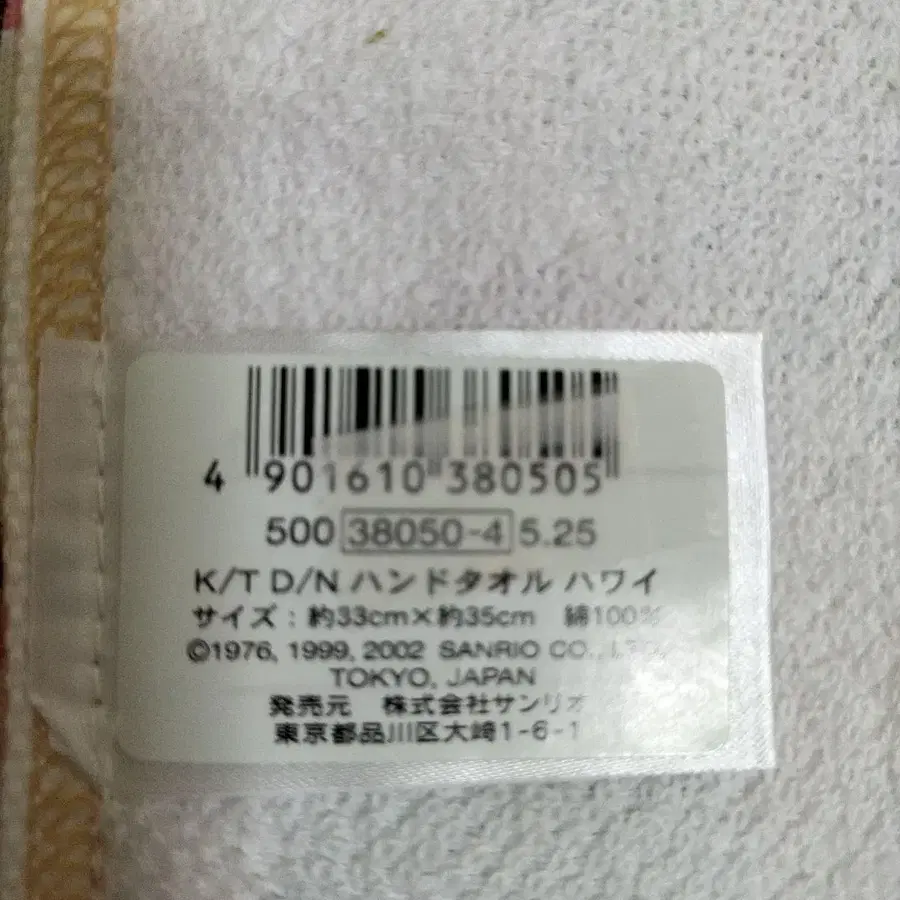 4 901610 380505
500 38050-4 5.25
K/T D/N ハンドタオル ハワイ
サイズ：約33cm×約35cm 綿100%
©1976, 1999, 2002 SANRIO CO., LTD.
TOKYO, JAPAN
発売元 株式会社サンリオ
東京都品川区大崎1-6-1